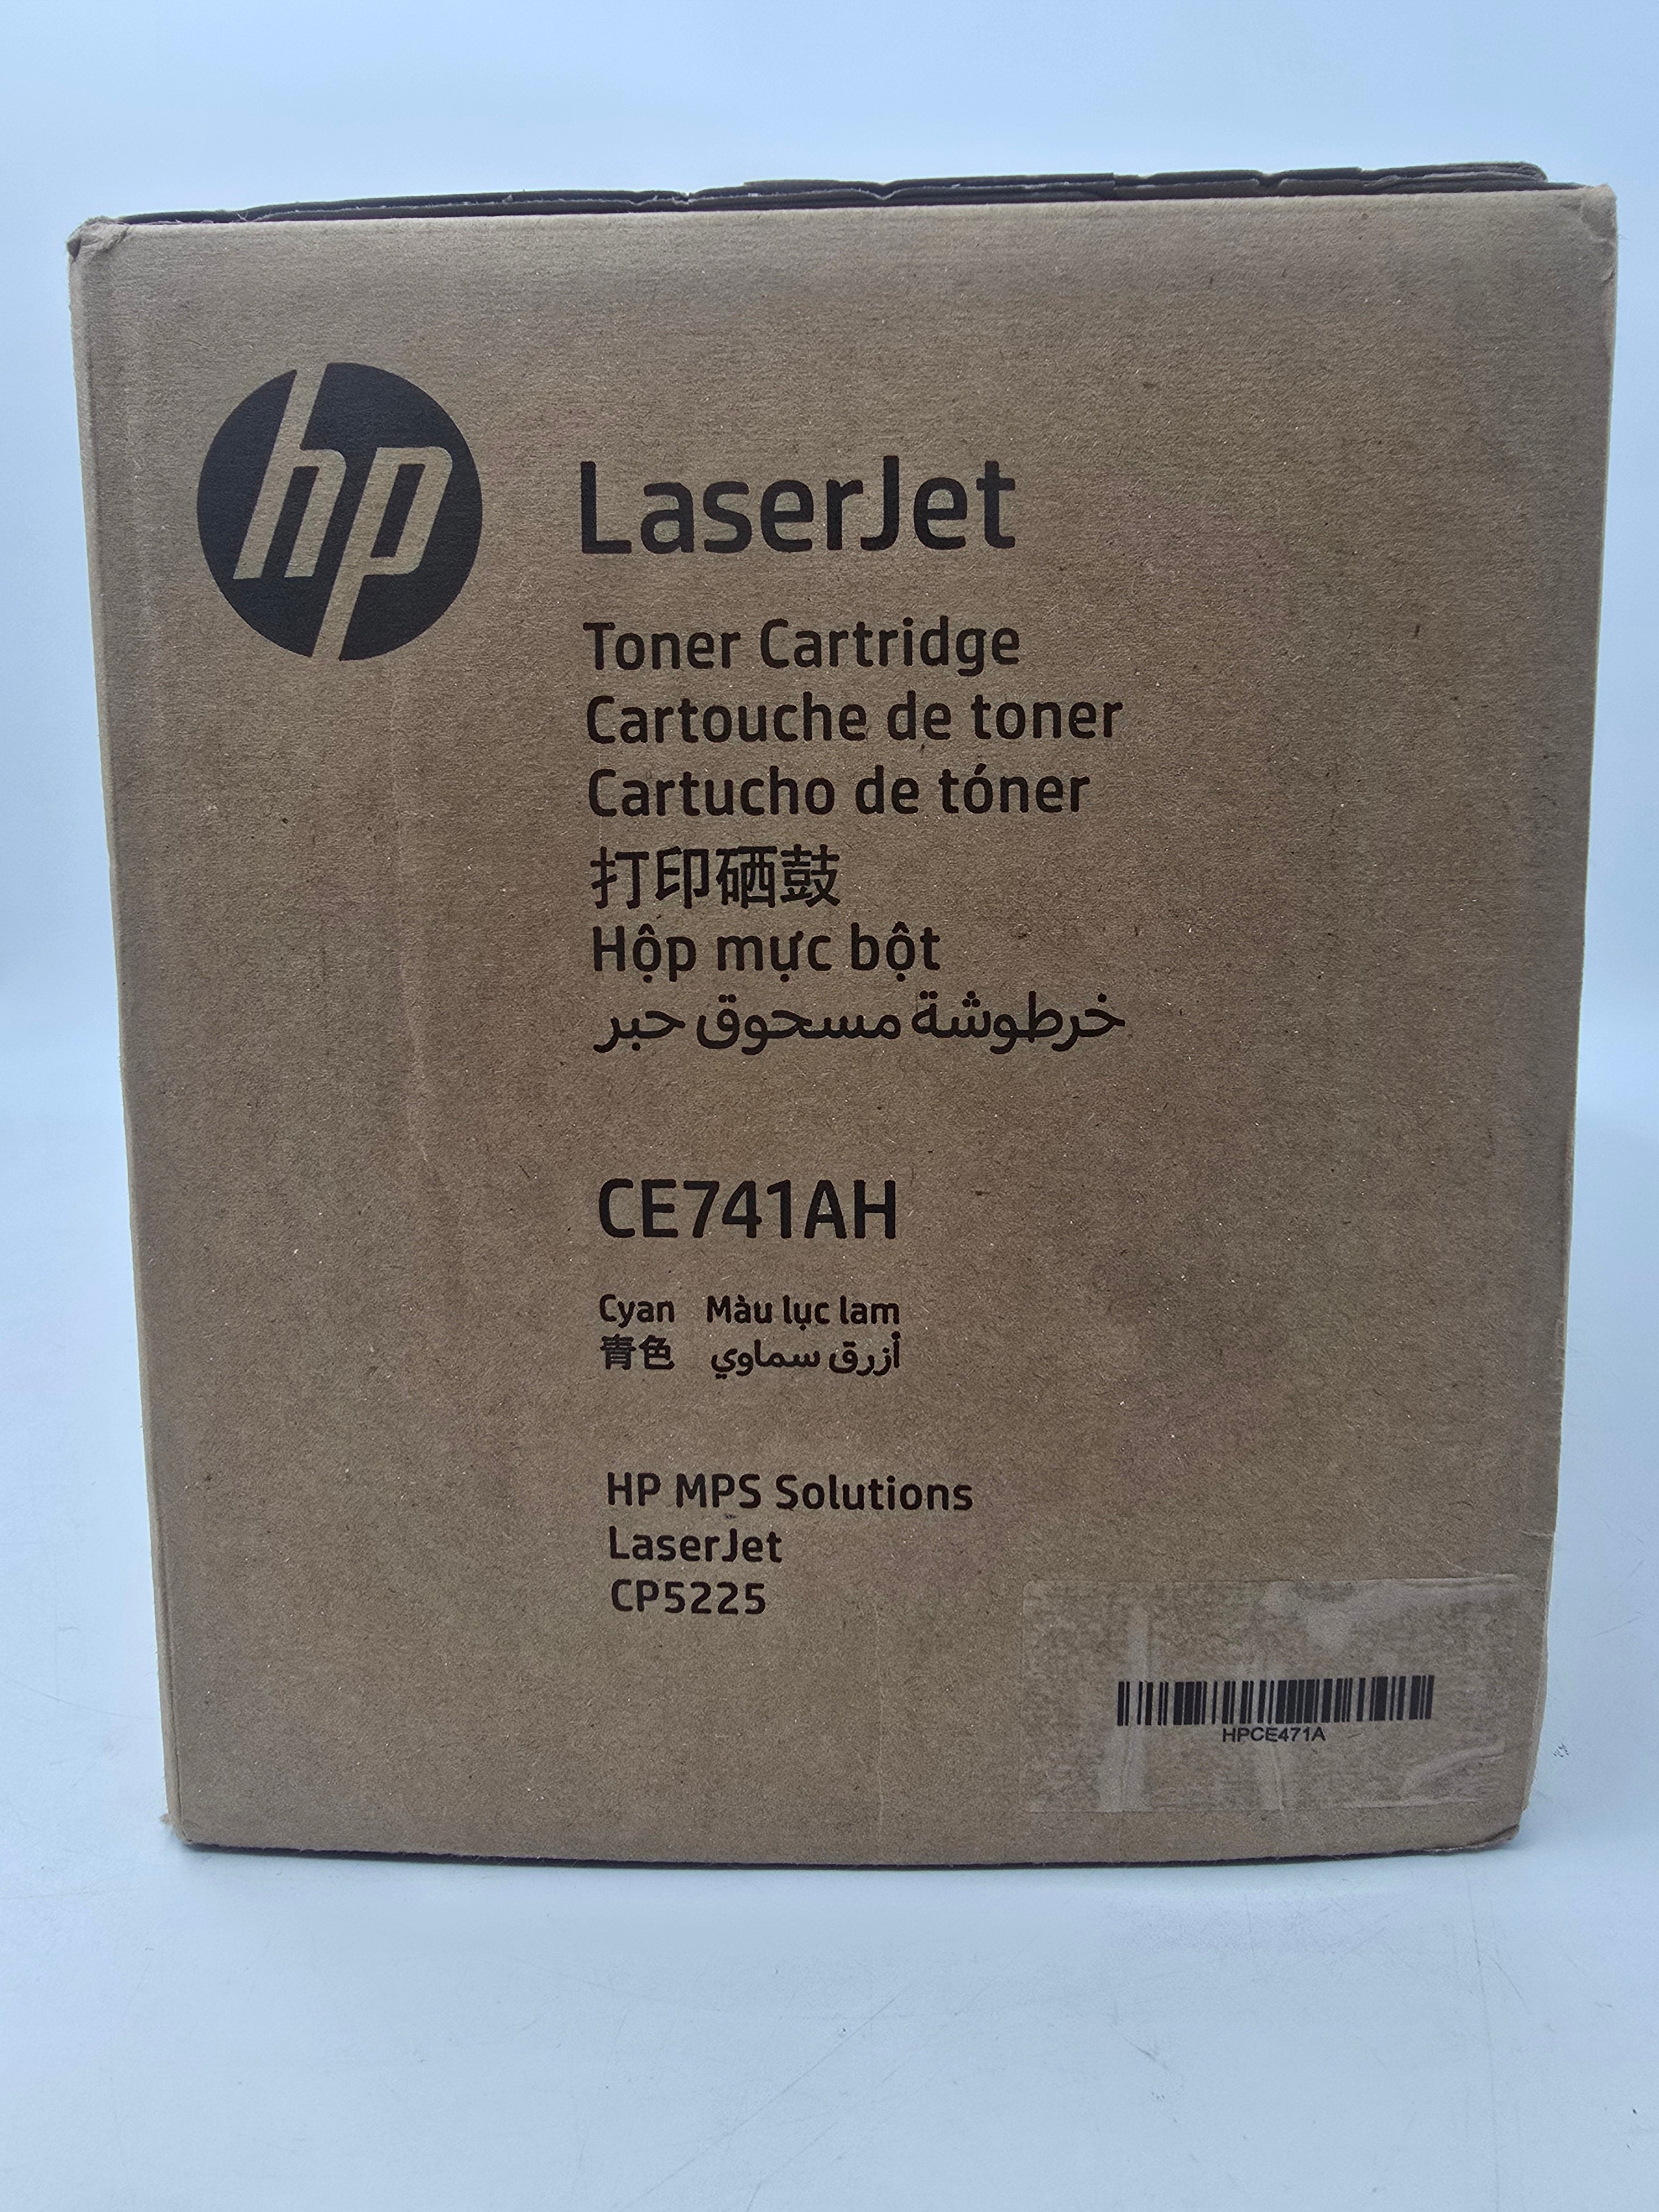 hp
LaserJet
Toner Cartridge
Cartouche de toner
Cartucho de tóner
打印硒鼓
Hộp mực bột
خرطوشة مسحوق حبر
CE741AH
Cyan Màu lục lam
青色 أزرق سماوي
HP MPS Solutions
LaserJet
CP5225
HPCE471A